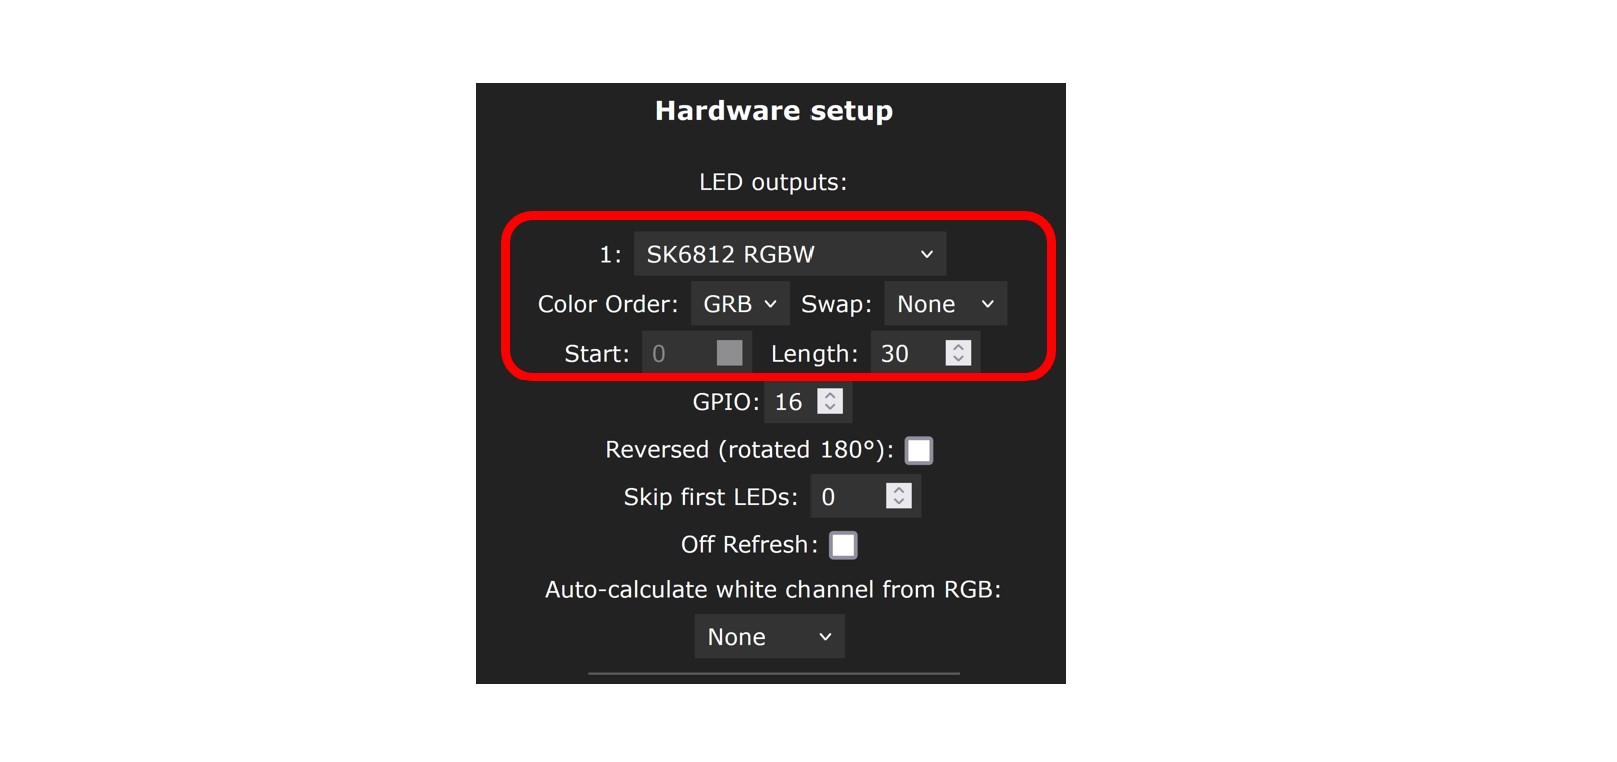 Hardware setup
LED outputs:
1: SK6812 RGBW
Color Order: GRB Swap: None
Start: 0 Length: 30
GPIO: 16
Reversed (rotated 180°):
Skip first LEDs: 0
Off Refresh:
Auto-calculate white channel from RGB:
None